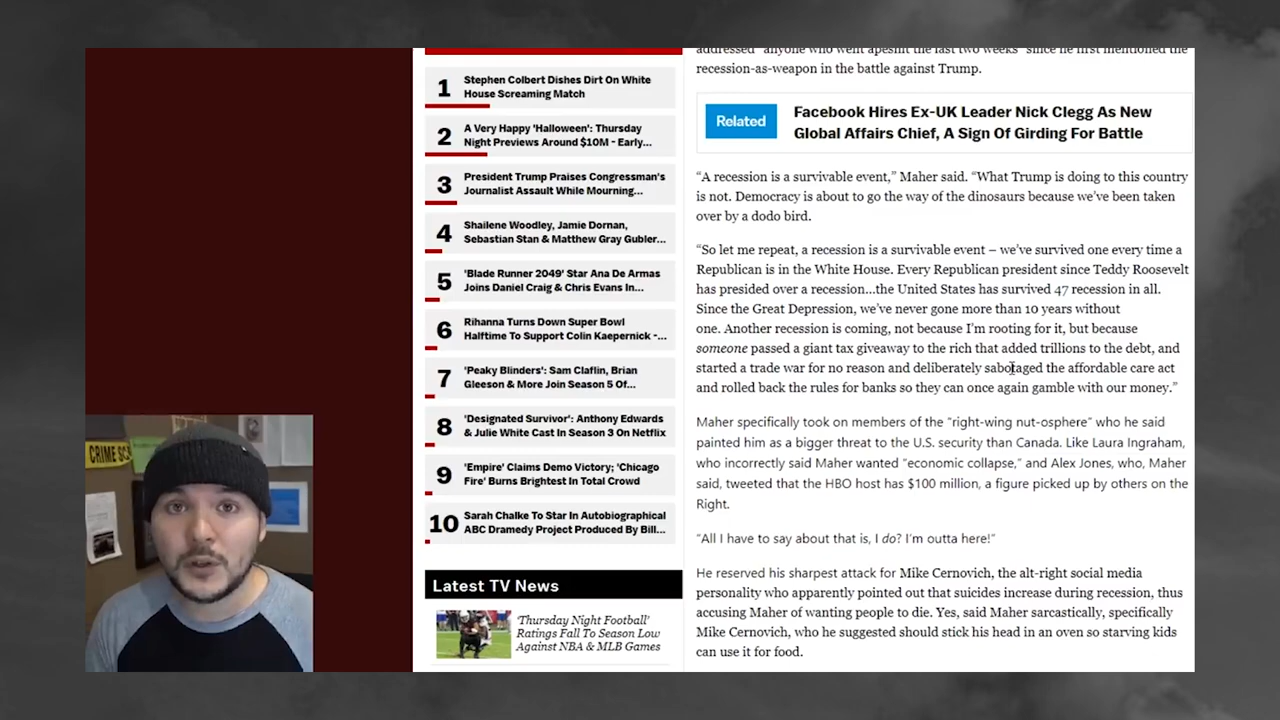 CRIME SC
1
Stephen Colbert Dishes Dirt On White
House Screaming Match
2
A Very Happy 'Halloween': Thursday
Night Previews Around $10M - Early...
3
President Trump Praises Congressman's
Journalist Assault While Mourning...
4
Shailene Woodley, Jamie Dornan,
Sebastian Stan & Matthew Gray Gubler...
5
'Blade Runner 2049' Star Ana De Armas
Joins Daniel Craig & Chris Evans In...
6
Rihanna Turns Down Super Bowl
Halftime To Support Colin Kaepernick -...
7
'Peaky Blinders': Sam Claflin, Brian
Gleeson & More Join Season 5 Of...
8
'Designated Survivor': Anthony Edwards
& Julie White Cast In Season 3 On Netflix
9
'Empire' Claims Demo Victory; 'Chicago
Fire' Burns Brightest In Total Crowd
10
Sarah Chalke To Star In Autobiographical
ABC Dramedy Project Produced By Bill...
Latest TV News
'Thursday Night Football'
Ratings Fall To Season Low
Against NBA & MLB Games
addressed "anyone who went apeshit the last two weeks" since he first mentioned the
recession-as-weapon in the battle against Trump.
Related
Facebook Hires Ex-UK Leader Nick Clegg As New
Global Affairs Chief, A Sign Of Girding For Battle
“A recession is a survivable event,” Maher said. “What Trump is doing to this country
is not. Democracy is about to go the way of the dinosaurs because we’ve been taken
over by a dodo bird.
“So let me repeat, a recession is a survivable event – we’ve survived one every time a
Republican is in the White House. Every Republican president since Teddy Roosevelt
has presided over a recession…the United States has survived 47 recession in all.
Since the Great Depression, we’ve never gone more than 10 years without
one. Another recession is coming, not because I’m rooting for it, but because
someone passed a giant tax giveaway to the rich that added trillions to the debt, and
started a trade war for no reason and deliberately sabotaged the affordable care act
and rolled back the rules for banks so they can once again gamble with our money.”
Maher specifically took on members of the “right-wing nut-osphere” who he said
painted him as a bigger threat to the U.S. security than Canada. Like Laura Ingraham,
who incorrectly said Maher wanted “economic collapse,” and Alex Jones, who, Maher
said, tweeted that the HBO host has $100 million, a figure picked up by others on the
Right.
“All I have to say about that is, I do? I’m outta here!”
He reserved his sharpest attack for Mike Cernovich, the alt-right social media
personality who apparently pointed out that suicides increase during recession, thus
accusing Maher of wanting people to die. Yes, said Maher sarcastically, specifically
Mike Cernovich, who he suggested should stick his head in an oven so starving kids
can use it for food.